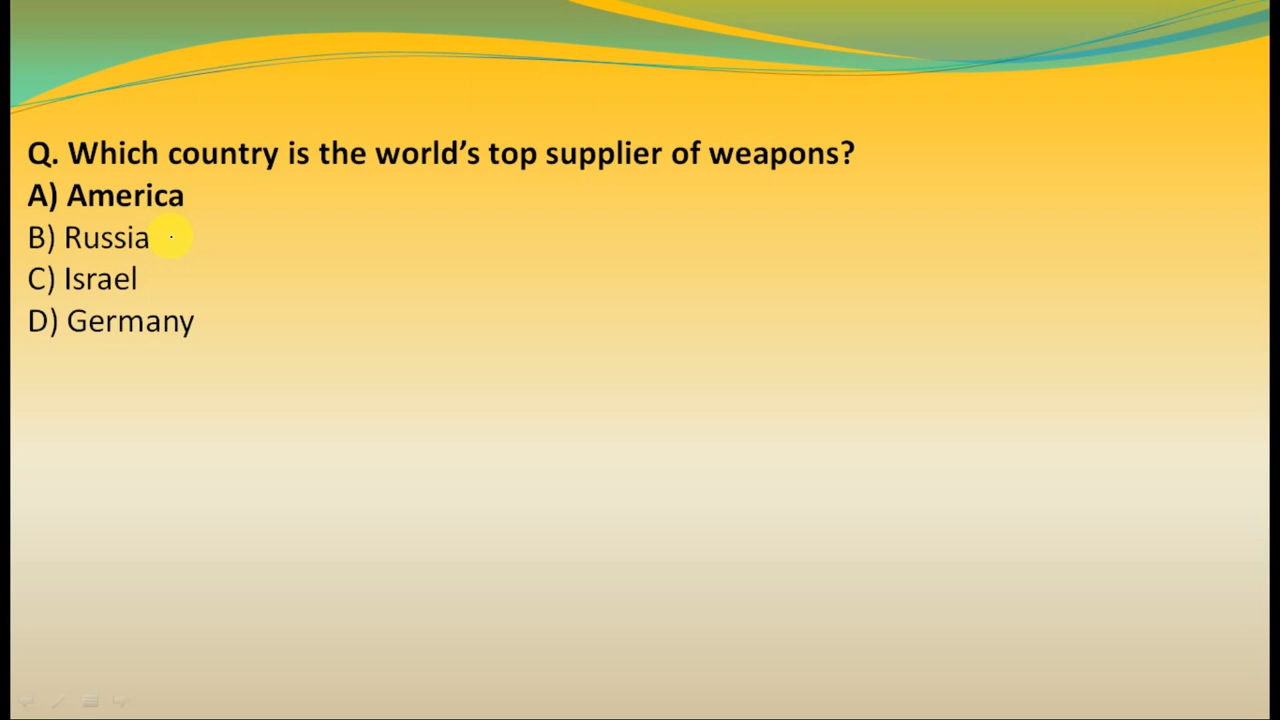 Q. Which country is the world’s top supplier of weapons?
A) America
B) Russia
C) Israel
D) Germany